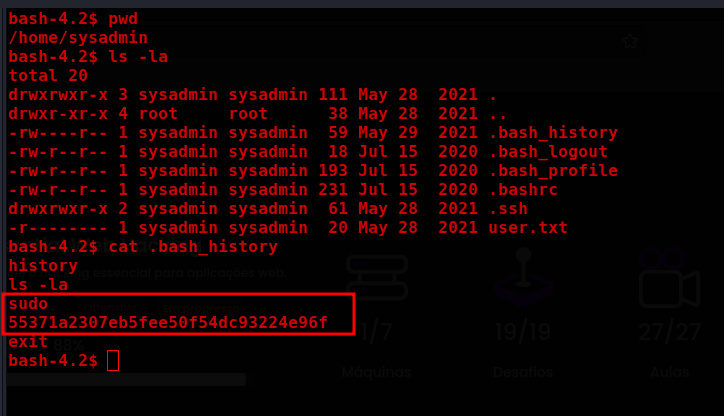 bash-4.2$ pwd
/home/sysadmin
bash-4.2$ ls -la
total 20
drwxrwxr-x 3 sysadmin sysadmin 111 May 28  2021 .
drwxr-xr-x 4 root     root      38 May 28  2021 ..
-rw----r-- 1 sysadmin sysadmin  59 May 29  2021 .bash_history
-rw-r--r-- 1 sysadmin sysadmin  18 Jul 15  2020 .bash_logout
-rw-r--r-- 1 sysadmin sysadmin 193 Jul 15  2020 .bash_profile
-rw-r--r-- 1 sysadmin sysadmin 231 Jul 15  2020 .bashrc
drwxrwxr-x 2 sysadmin sysadmin  61 May 28  2021 .ssh
-r-------- 1 sysadmin sysadmin  20 May 28  2021 user.txt
bash-4.2$ cat .bash_history
history
ls -la
sudo
55371a2307eb5fee50f54dc93224e96f
exit
bash-4.2$
essencial para aplicações web.
88%
1/7
19/19
27/27
Máquinas
Desafios
Aulas